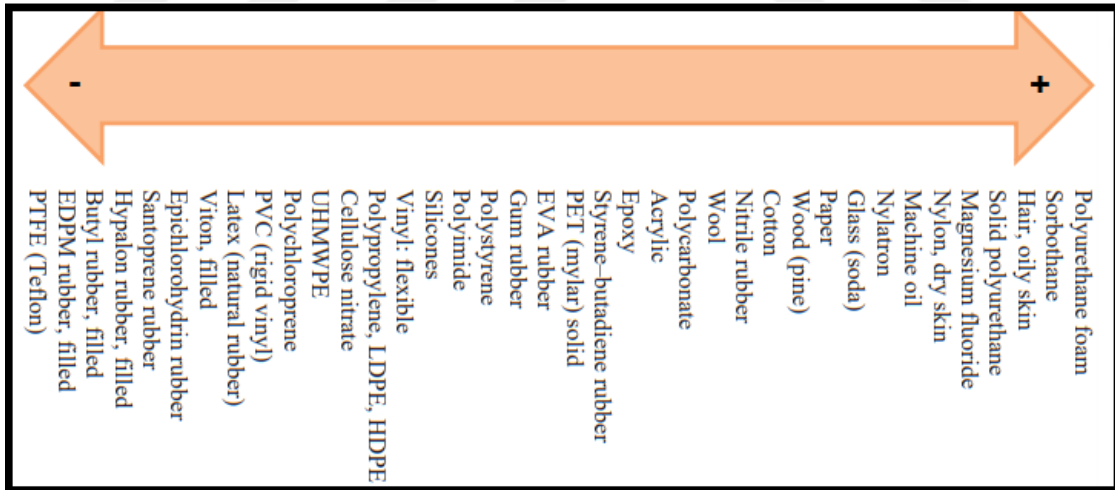 +
-
Polyurethane foam
Sorbothane
Hair, oily skin
Solid polyurethane
Magnesium fluoride
Nylon, dry skin
Machine oil
Nylatron
Glass (soda)
Paper
Wood (pine)
Cotton
Nitrile rubber
Wool
Polycarbonate
Acrylic
Epoxy
Styrene–butadiene rubber
PET (mylar) solid
EVA rubber
Gum rubber
Polystyrene
Polyimide
Silicones
Vinyl: flexible
Polypropylene, LDPE, HDPE
Cellulose nitrate
UHMWPE
Polychloroprene
PVC (rigid vinyl)
Latex (natural rubber)
Viton, filled
Epichlorohydrin rubber
Santoprene rubber
Hypalon rubber, filled
Butyl rubber, filled
EDPM rubber, filled
PTFE (Teflon)